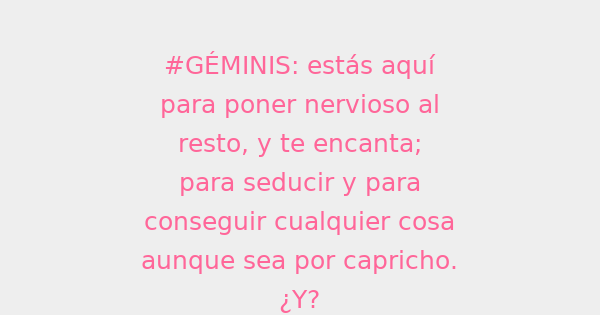 #GÉMINIS: estás aquí
para poner nervioso al
resto, y te encanta;
para seducir y para
conseguir cualquier cosa
aunque sea por capricho.
¿Y?